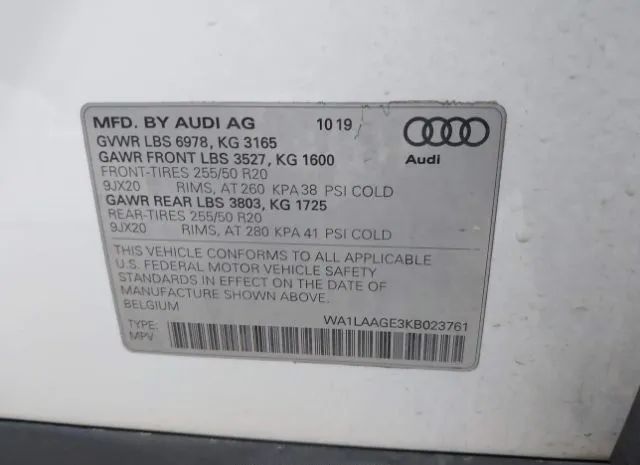 MFD. BY AUDI AG 10 19
GVWR LBS 6978, KG 3165
GAWR FRONT LBS 3527, KG 1600
FRONT-TIRES 255/50 R20
9JX20 RIMS, AT 260 KPA 38 PSI COLD
GAWR REAR LBS 3803, KG 1725
REAR-TIRES 255/50 R20
9JX20 RIMS, AT 280 KPA 41 PSI COLD
Audi
THIS VEHICLE CONFORMS TO ALL APPLICABLE
U.S. FEDERAL MOTOR VEHICLE SAFETY
STANDARDS IN EFFECT ON THE DATE OF
MANUFACTURE SHOWN ABOVE.
BELGIUM
WA1LAAGE3KB023761
TYPE:
MPV